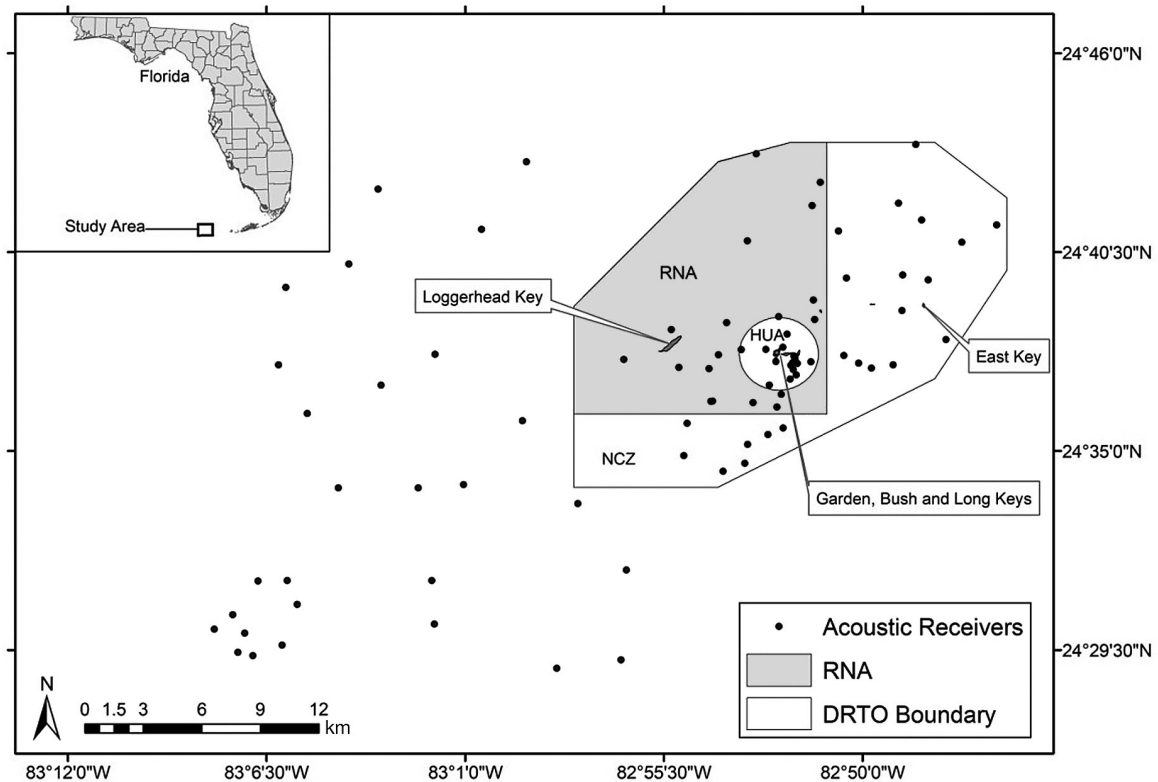 Florida
Study Area
24°46'0"N
24°40'30"N
24°35'0"N
24°29'30"N
RNA
Loggerhead Key
HUA
East Key
NCZ
Garden, Bush and Long Keys
Acoustic Receivers
RNA
DRTO Boundary
N
0 1.5 3 6 9 12
km
83°12'0"W 83°6'30"W 83°1'0"W 82°55'30"W 82°50'0"W